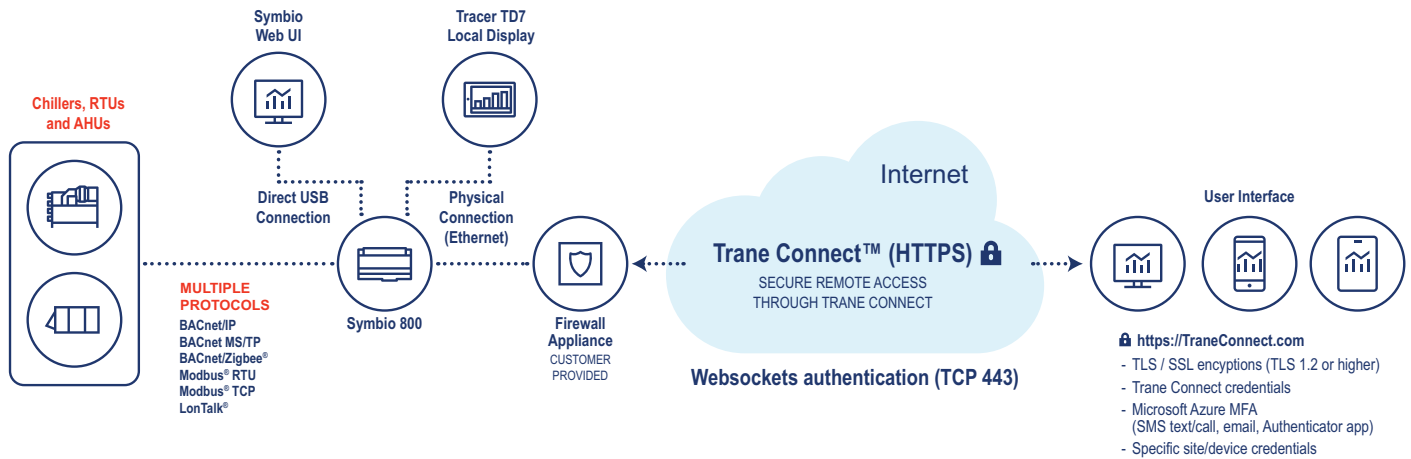 Symbio
Web UI
Tracer TD7
Local Display
Chillers, RTUs
and AHUs
Direct USB
Connection
Physical
Connection
(Ethernet)
MULTIPLE
PROTOCOLS
BACnet/IP
BACnet MS/TP
BACnet/Zigbee®
Modbus® RTU
Modbus® TCP
LonTalk®
Symbio 800
Firewall
Appliance
CUSTOMER
PROVIDED
Internet
Trane Connect™ (HTTPS)
SECURE REMOTE ACCESS
THROUGH TRANE CONNECT
Websockets authentication (TCP 443)
User Interface
https://TraneConnect.com
- TLS / SSL encyptions (TLS 1.2 or higher)
- Trane Connect credentials
- Microsoft Azure MFA
(SMS text/call, email, Authenticator app)
- Specific site/device credentials